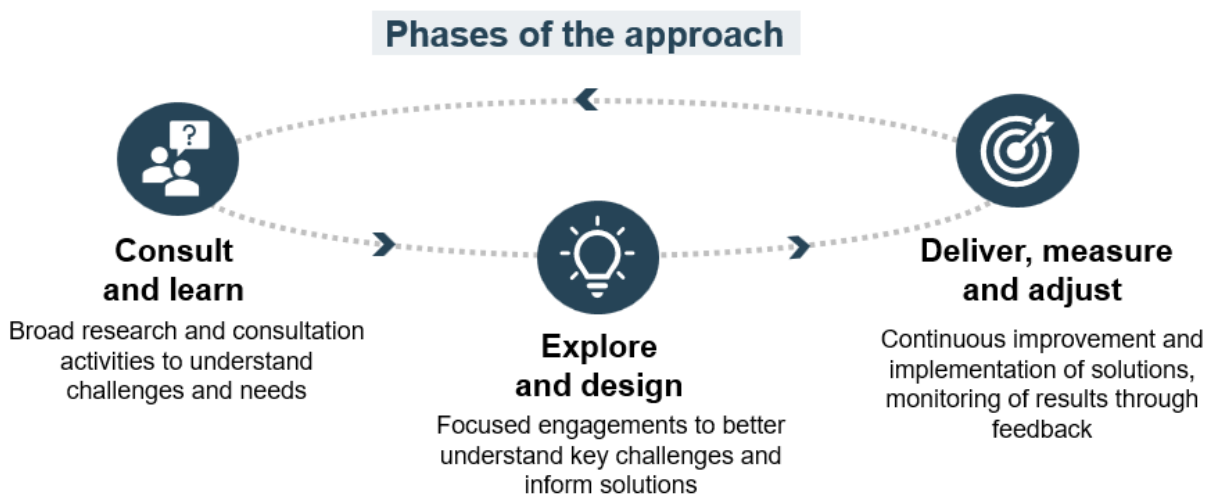 Phases of the approach
?
Consult
and learn
Broad research and consultation
activities to understand
challenges and needs
Explore
and design
Focused engagements to better
understand key challenges and
inform solutions
Deliver, measure
and adjust
Continuous improvement and
implementation of solutions,
monitoring of results through
feedback